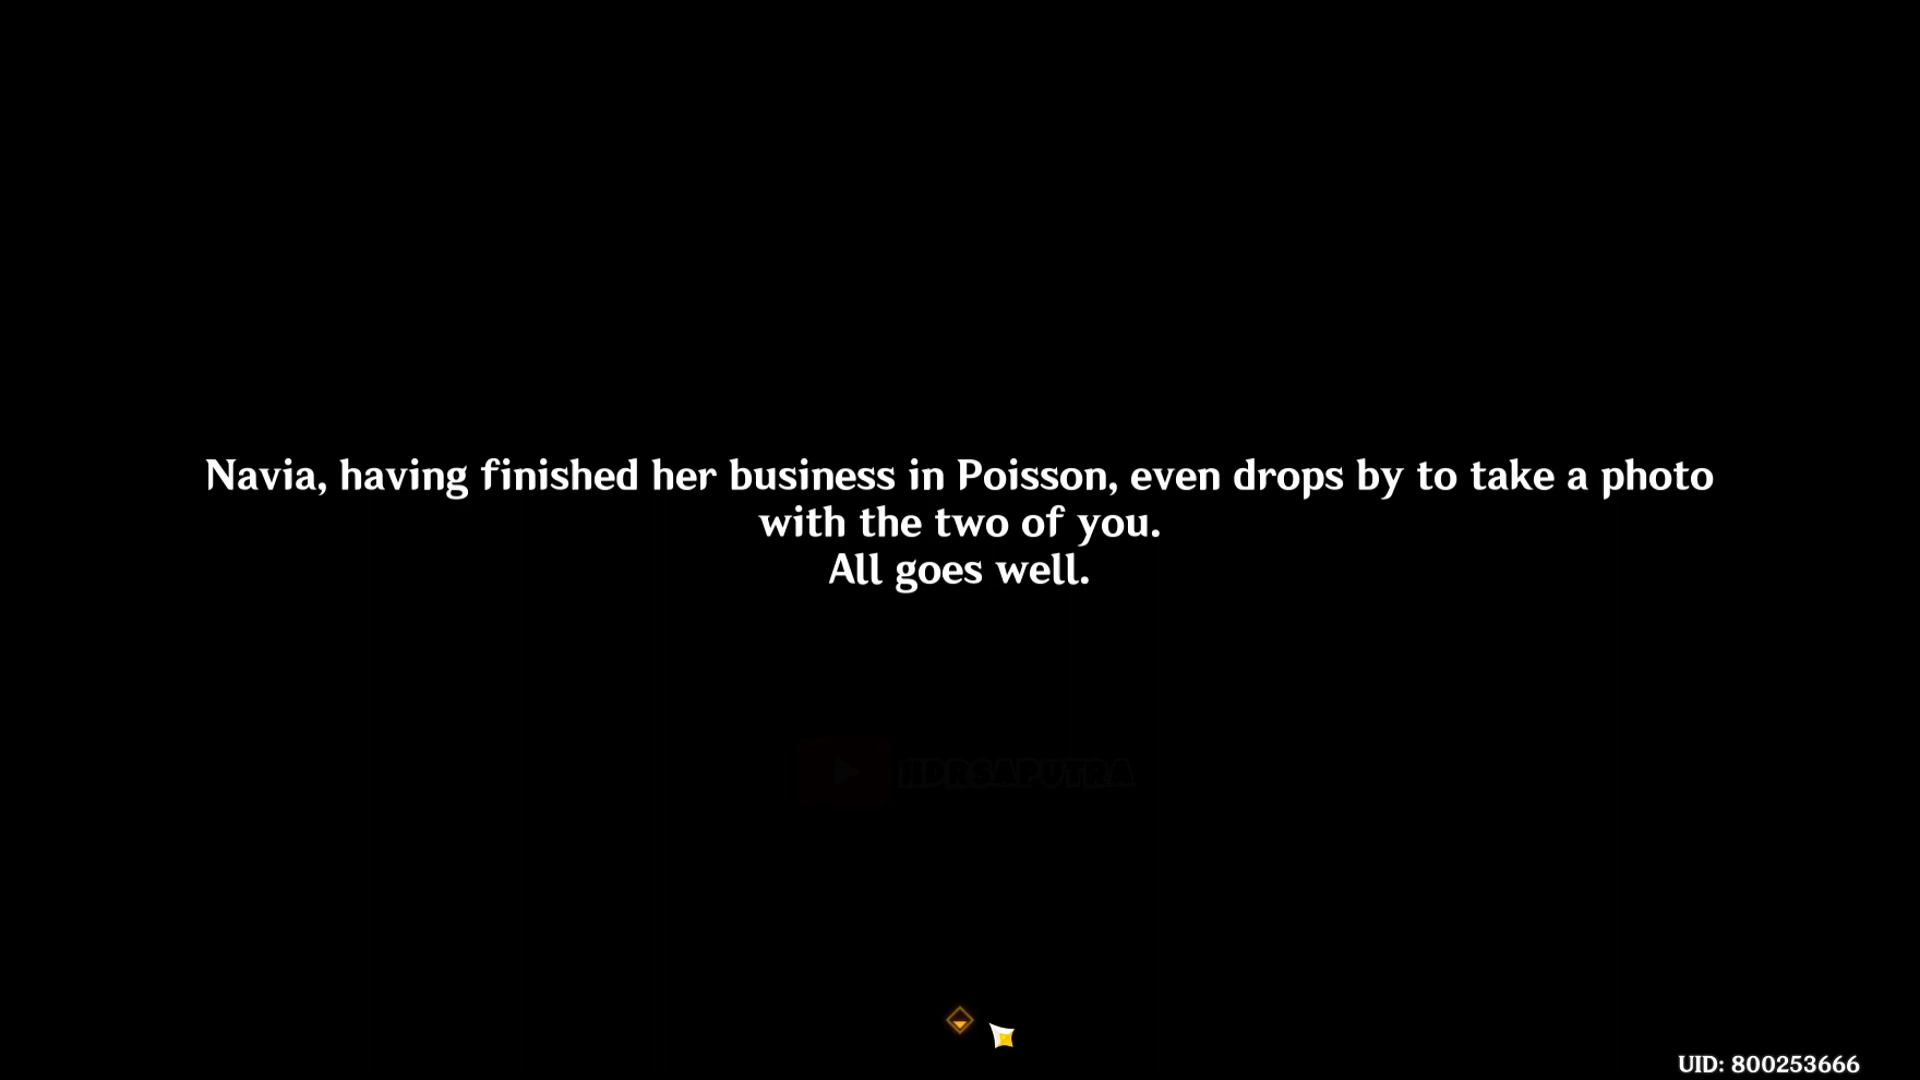 Navia, having finished her business in Poisson, even drops by to take a photo
with the two of you.
All goes well.
HDRSAPUTRA
UID: 800253666